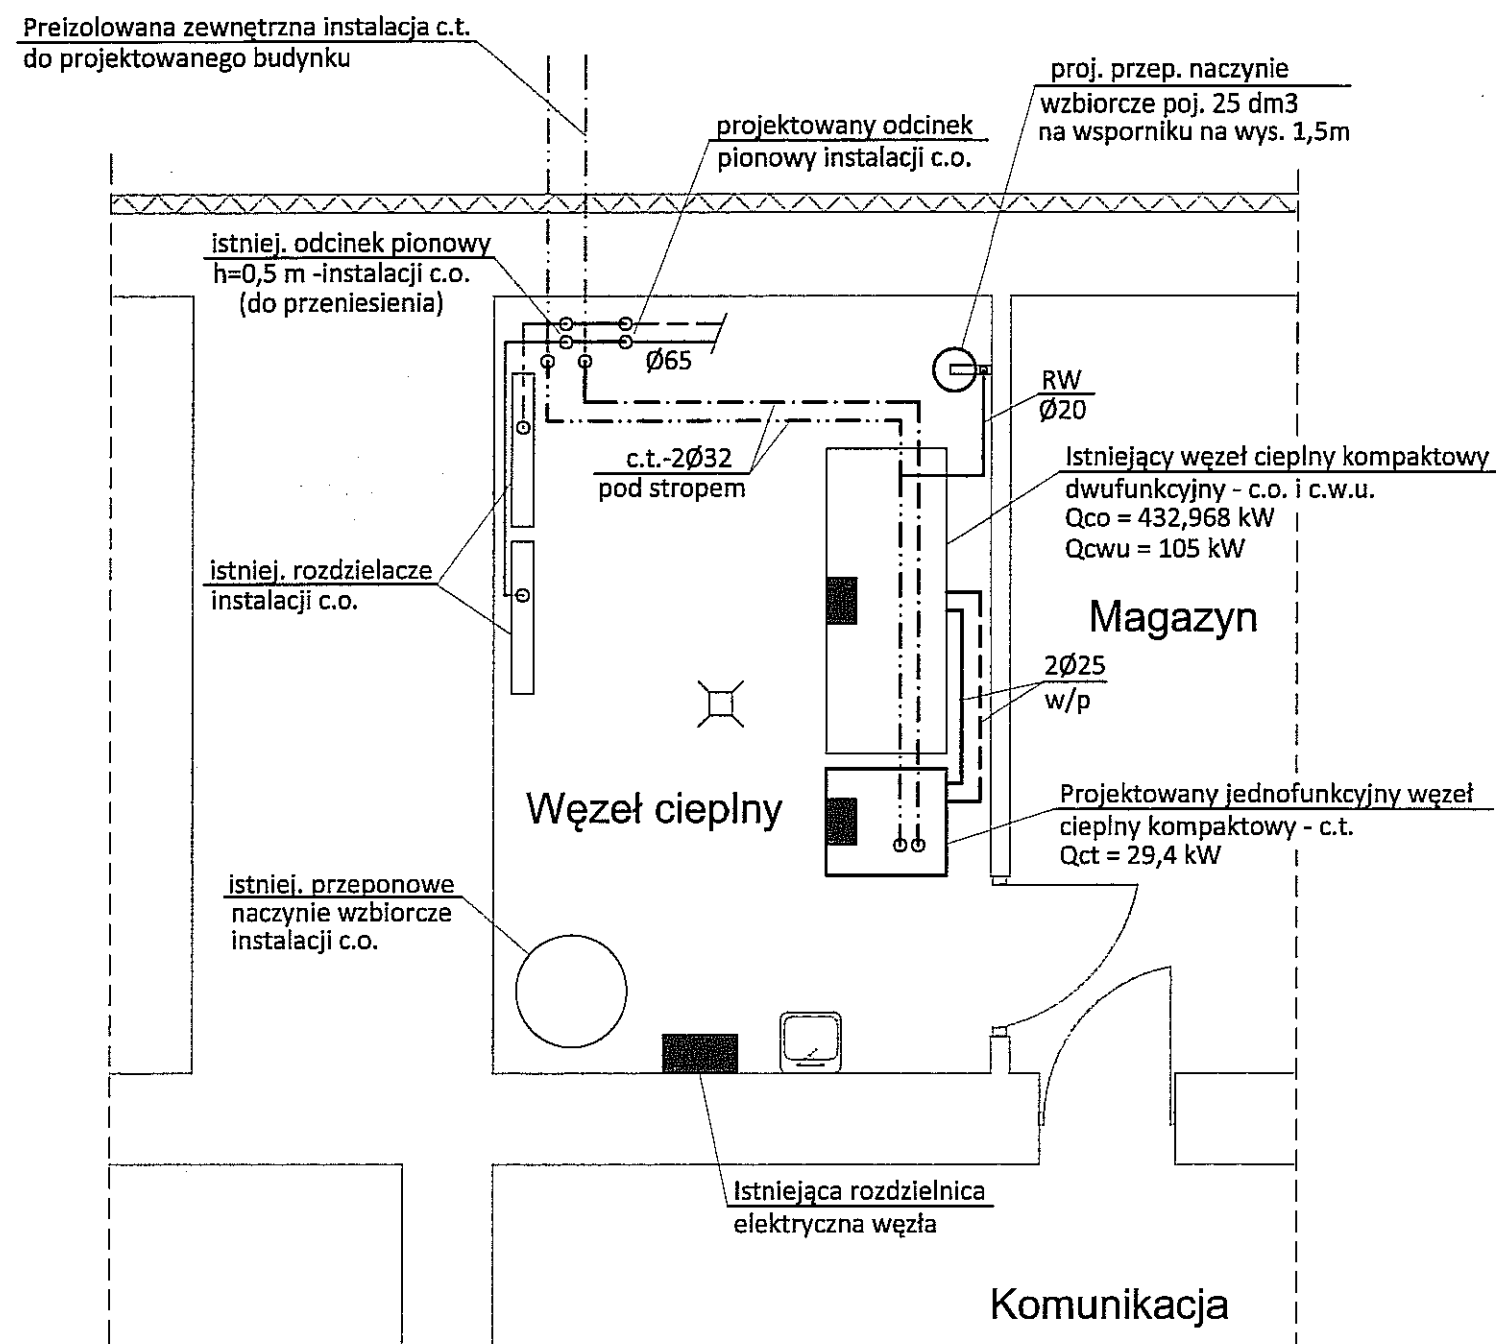 Preizolowana zewnętrzna instalacja c.t.
do projektowanego budynku
proj. przep. naczynie
wzbiorcze poj. 25 dm3
na wsporniku na wys. 1,5m
projektowany odcinek
pionowy instalacji c.o.
istniej. odcinek pionowy
h=0,5 m -instalacji c.o.
(do przeniesienia)
Ø65
RW
Ø20
c.t.-2Ø32
pod stropem
Istniejący węzeł cieplny kompaktowy
dwufunkcyjny - c.o. i c.w.u.
Qco = 432,968 kW
Qcwu = 105 kW
istniej. rozdzielacze
instalacji c.o.
Magazyn
2Ø25
w/p
Węzeł cieplny
Projektowany jednofunkcyjny węzeł
cieplny kompaktowy - c.t.
Qct = 29,4 kW
istniej. przeponowe
naczynie wzbiorcze
instalacji c.o.
Istniejąca rozdzielnica
elektryczna węzła
Komunikacja